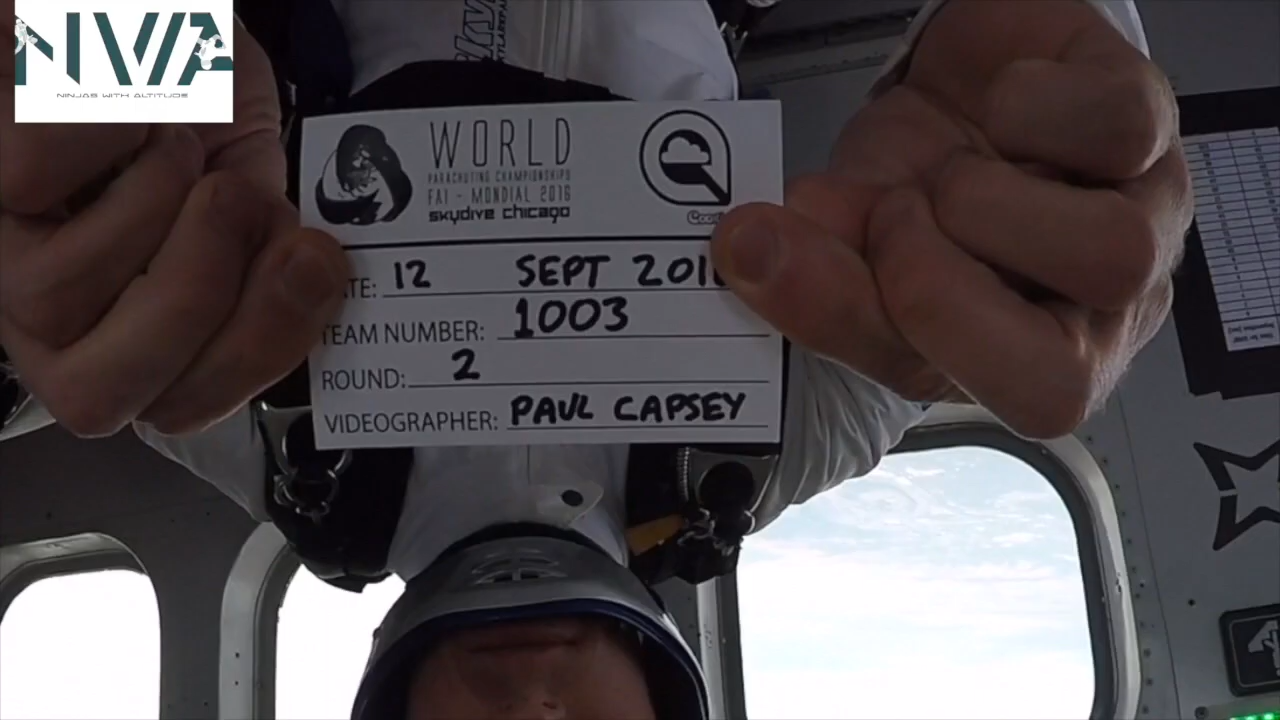 NWA
NINJAS WITH ALTITUDE
WORLD
PARACHUTING CHAMPIONSHIPS
FAI - MONDIAL 2016
skydive chicago
ATE: 12 SEPT 201
TEAM NUMBER: 1003
ROUND: 2
VIDEOGRAPHER: PAUL CAPSEY